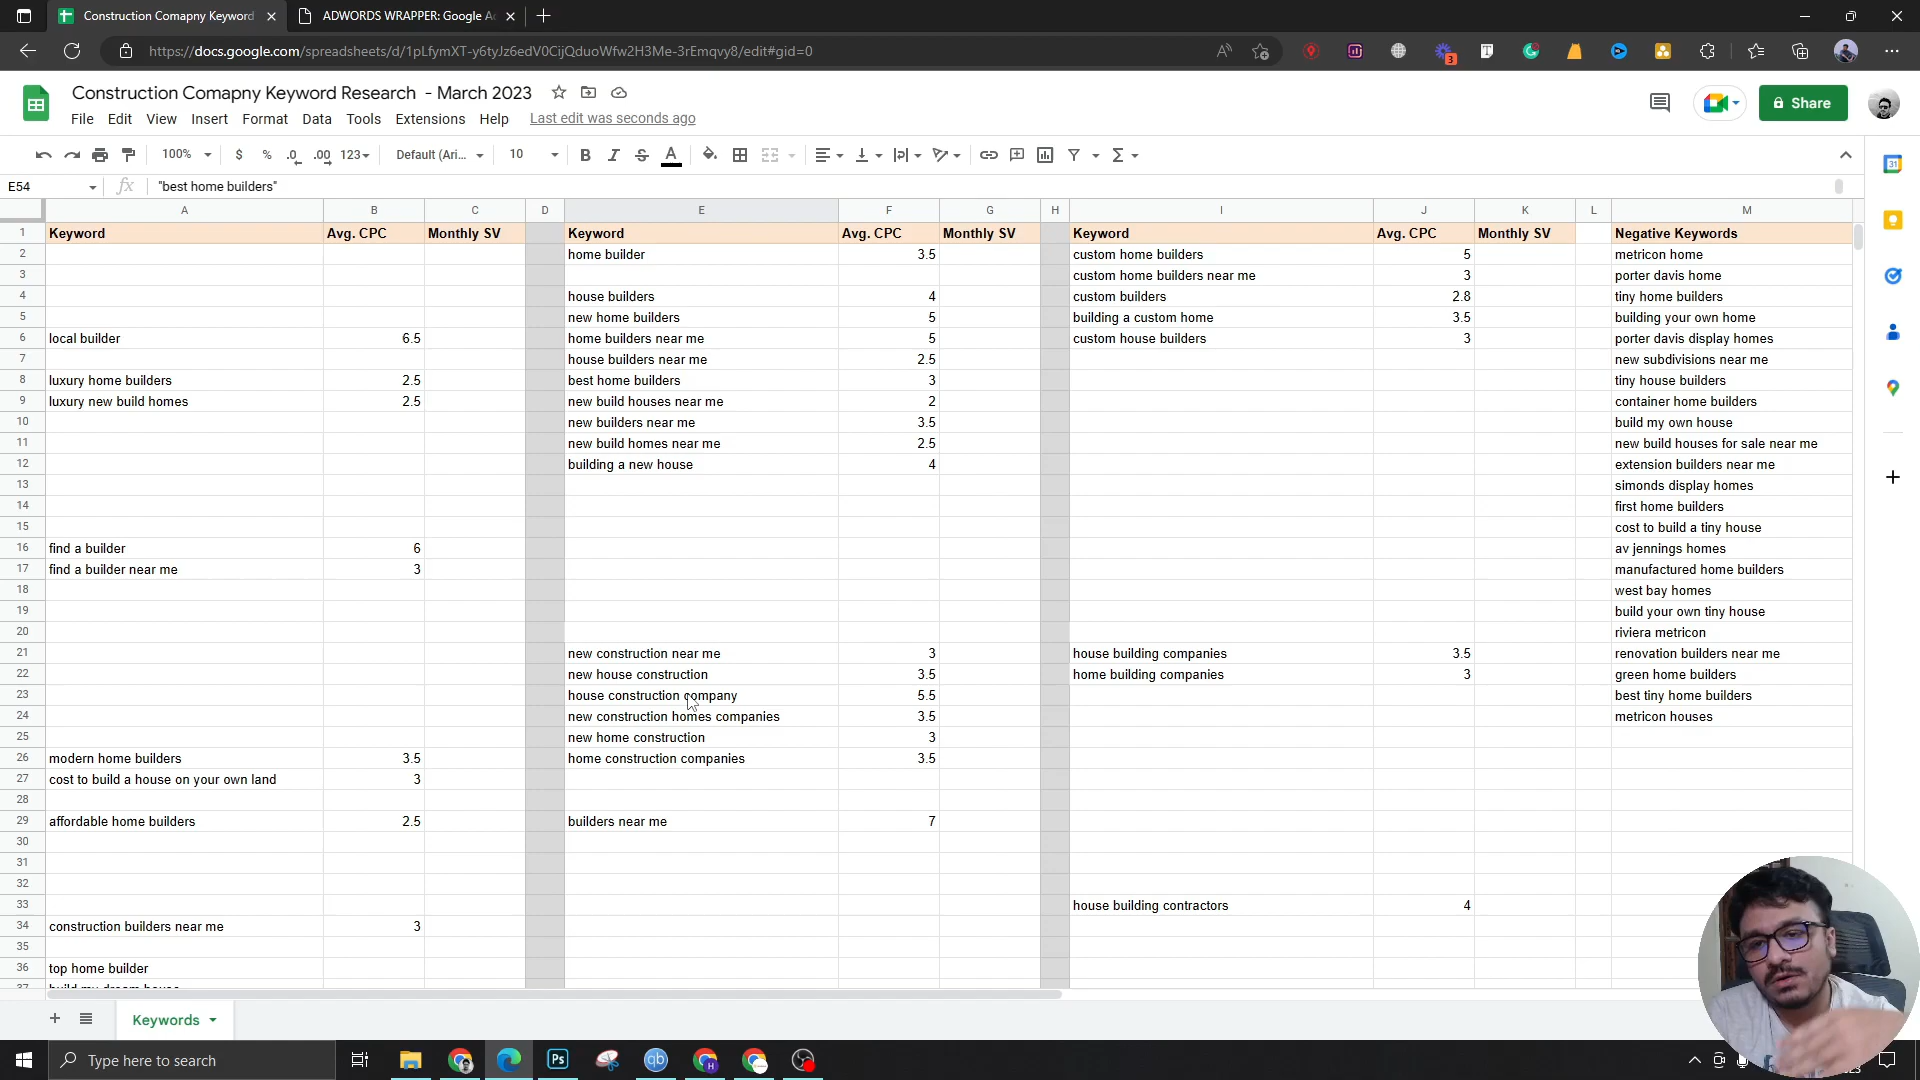 Construction Comapny Keyword
ADWORDS WRAPPER: Google A
https://docs.google.com/spreadsheets/d/1pLfymXT-y6tyJz6edV0CijQduoWfw2H3Me-3rEmqvy8/edit#gid=0
3
Construction Comapny Keyword Research - March 2023
Share
File Edit View Insert Format Data Tools Extensions Help Last edit was seconds ago
100% $ % .0 .00 123 Default (Ari... 10 B I S A
31
E54 fx "best home builders"
A B C D E F G H I J K L M
1 Keyword Avg. CPC Monthly SV Keyword Avg. CPC Monthly SV Keyword Avg. CPC Monthly SV Negative Keywords
2 home builder 3.5 custom home builders 5 metricon home
3 custom home builders near me 3 porter davis home
4 house builders 4 custom builders 2.8 tiny home builders
5 new home builders 5 building a custom home 3.5 building your own home
6 local builder 6.5 home builders near me 5 custom house builders 3 porter davis display homes
7 house builders near me 2.5 new subdivisions near me
8 luxury home builders 2.5 best home builders 3 tiny house builders
9 luxury new build homes 2.5 new build houses near me 2 container home builders
10 new builders near me 3.5 build my own house
11 new build homes near me 2.5 new build houses for sale near me
12 building a new house 4 extension builders near me
13 simonds display homes
14 first home builders
15 cost to build a tiny house
16 find a builder 6 av jennings homes
17 find a builder near me 3 manufactured home builders
18 west bay homes
19 build your own tiny house
20 riviera metricon
21 new construction near me 3 house building companies 3.5 renovation builders near me
22 new house construction 3.5 home building companies 3 green home builders
23 house construction company 5.5 best tiny home builders
24 new construction homes companies 3.5 metricon houses
25 new home construction 3
26 modern home builders 3.5 home construction companies 3.5
27 cost to build a house on your own land 3
28
29 affordable home builders 2.5 builders near me 7
30
31
32
33 house building contractors 4
34 construction builders near me 3
35
36 top home builder
37 build my dream house
Keywords
Type here to search
Ps
qb
H